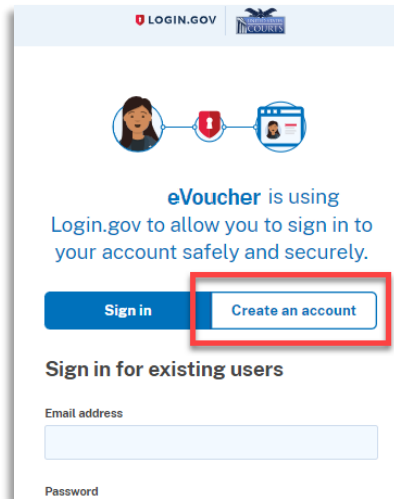 LOGIN.GOV
COURTS
eVoucher is using
Login.gov to allow you to sign in to
your account safely and securely.
Sign in Create an account
Sign in for existing users
Email address
Password